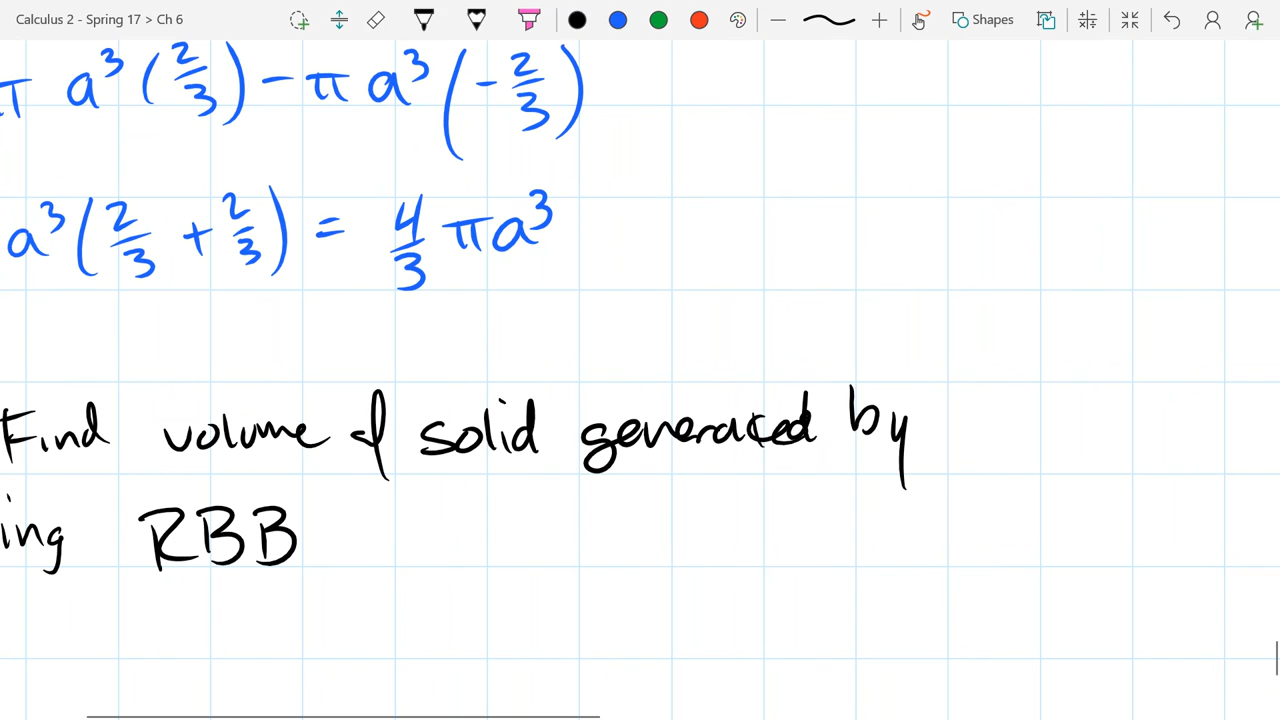 Calculus 2 - Spring 17 > Ch 6
Shapes
π a³ (2/3) - π a³ (-2/3)
a³ (2/3 + 2/3) = 4/3 πa³
Find volume of solid generated by
ing RBB